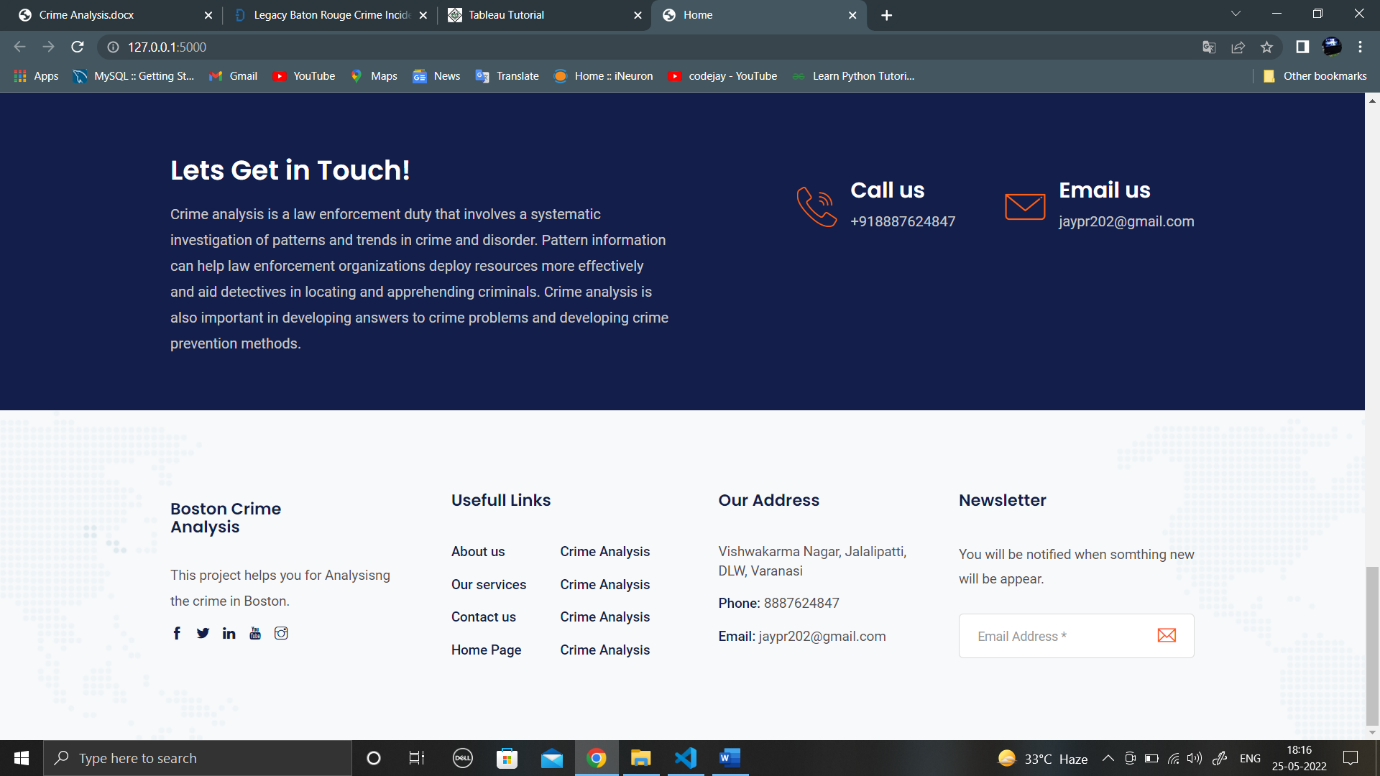 Crime Analysis.docx
Legacy Baton Rouge Crime Incid
Tableau Tutorial
Home
127.0.0.1:5000
Apps
MySQL :: Getting St...
Gmail
YouTube
Maps
News
Translate
Home :: iNeuron
codejay - YouTube
Learn Python Tutori...
Other bookmarks
Lets Get in Touch!
Crime analysis is a law enforcement duty that involves a systematic
investigation of patterns and trends in crime and disorder. Pattern information
can help law enforcement organizations deploy resources more effectively
and aid detectives in locating and apprehending criminals. Crime analysis is
also important in developing answers to crime problems and developing crime
prevention methods.
Call us
+918887624847
Email us
jaypr202@gmail.com
Boston Crime
Analysis
This project helps you for Analysisng
the crime in Boston.
Usefull Links
About us
Our services
Contact us
Home Page
Crime Analysis
Crime Analysis
Crime Analysis
Crime Analysis
Our Address
Vishwakarma Nagar, Jalalipatti,
DLW, Varanasi
Phone: 8887624847
Email: jaypr202@gmail.com
Newsletter
You will be notified when somthing new
will be appear.
Email Address *
Type here to search
DELL
33°C Haze
ENG
18:16
25-05-2022